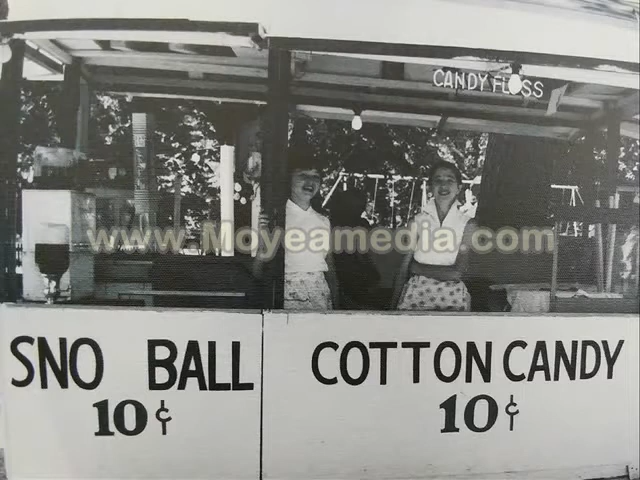 CANDY FLOSS
www.Moyeamedia.com
SNO BALL
10¢
COTTON CANDY
10¢